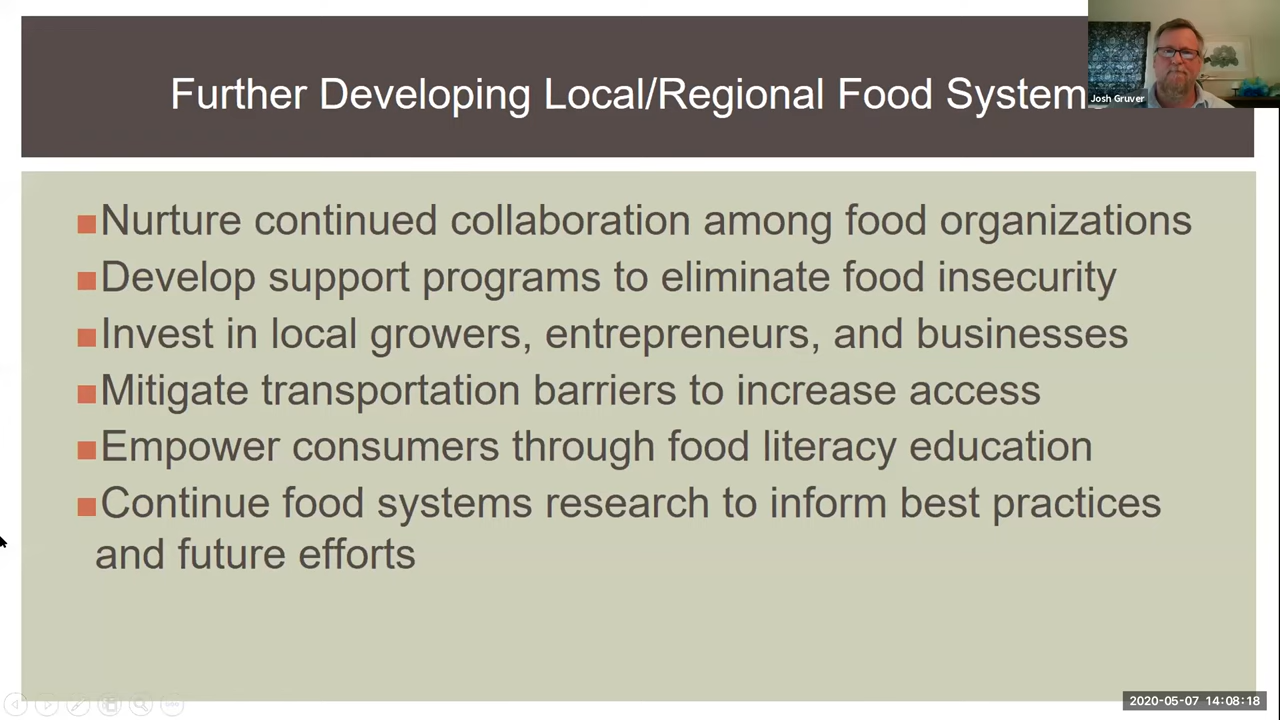 Further Developing Local/Regional Food System
Josh Gruver
■Nurture continued collaboration among food organizations
■Develop support programs to eliminate food insecurity
■Invest in local growers, entrepreneurs, and businesses
■Mitigate transportation barriers to increase access
■Empower consumers through food literacy education
■Continue food systems research to inform best practices
and future efforts
2020-05-07 14:08:18